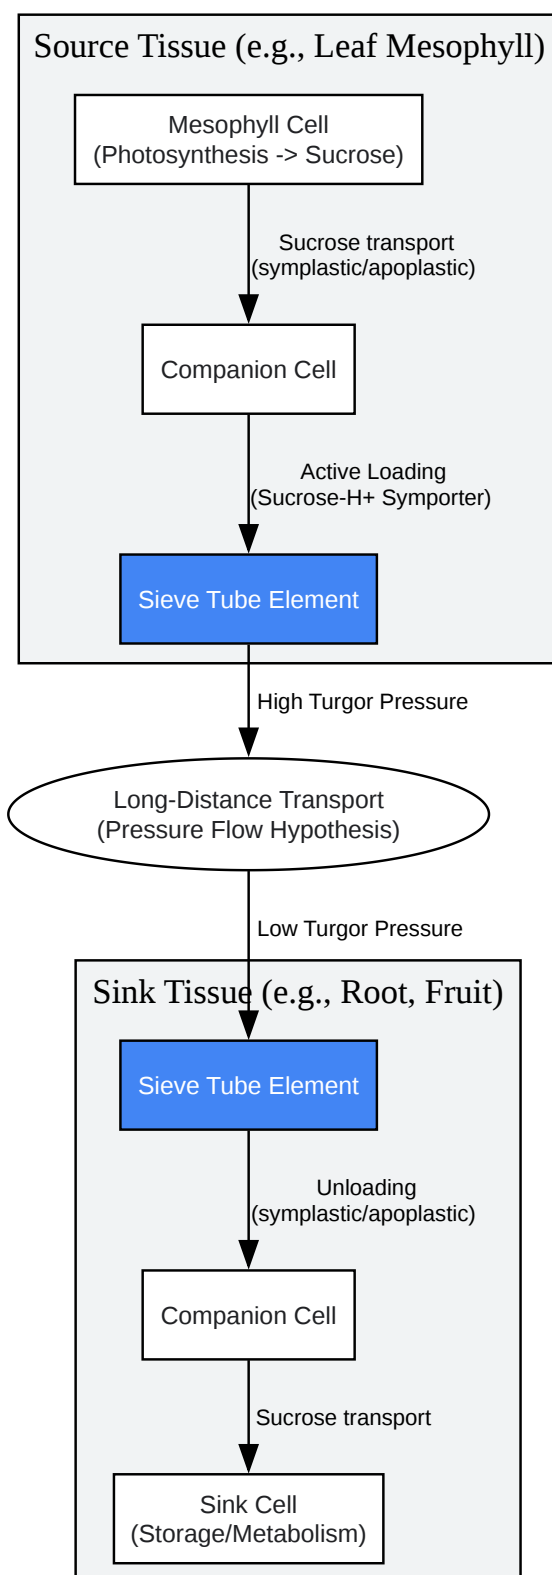 Source Tissue (e.g., Leaf Mesophyll)
Mesophyll Cell
(Photosynthesis -> Sucrose)
Sucrose transport
(symplastic/apoplastic)
Companion Cell
Active Loading
(Sucrose-H+ Symporter)
Sieve Tube Element
High Turgor Pressure
Long-Distance Transport
(Pressure Flow Hypothesis)
Low Turgor Pressure
Sink Tissue (e.g., Root, Fruit)
Sieve Tube Element
Unloading
(symplastic/apoplastic)
Companion Cell
Sucrose transport
Sink Cell
(Storage/Metabolism)